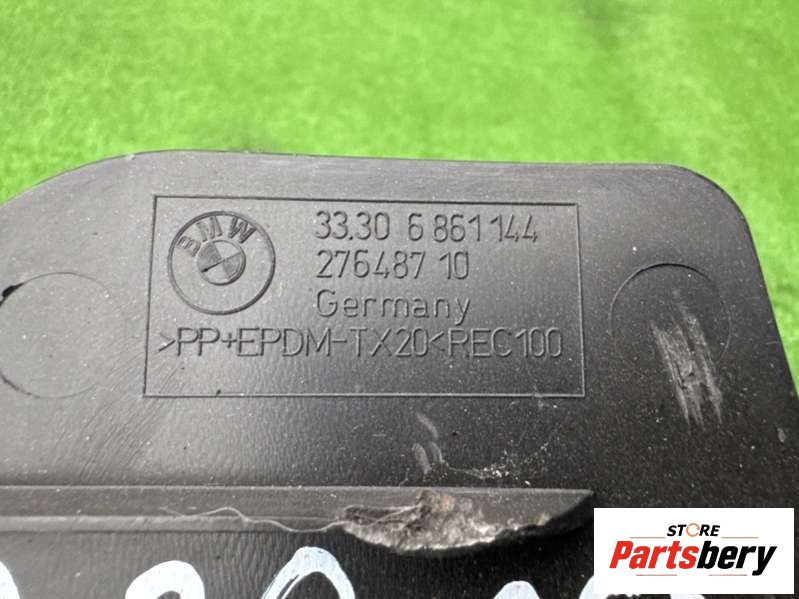 BMW
33.30 6 861 144
276487 10
Germany
>PP+EPDM-TX20<REC100
STORE
Partsbery